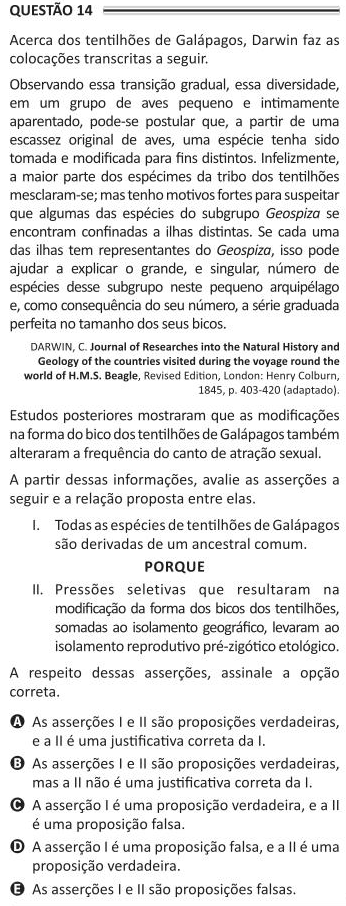 QUESTÃO 14
Acerca dos tentilhões de Galápagos, Darwin faz as
colocações transcritas a seguir.
Observando essa transição gradual, essa diversidade,
em um grupo de aves pequeno e intimamente
aparentado, pode-se postular que, a partir de uma
escassez original de aves, uma espécie tenha sido
tomada e modificada para fins distintos. Infelizmente,
a maior parte dos espécimes da tribo dos tentilhões
mesclaram-se; mas tenho motivos fortes para suspeitar
que algumas das espécies do subgrupo Geospiza se
encontram confinadas a ilhas distintas. Se cada uma
das ilhas tem representantes do Geospiza, isso pode
ajudar a explicar o grande, e singular, número de
espécies desse subgrupo neste pequeno arquipélago
e, como consequência do seu número, a série graduada
perfeita no tamanho dos seus bicos.
DARWIN, C. Journal of Researches into the Natural History and
Geology of the countries visited during the voyage round the
world of H.M.S. Beagle, Revised Edition, London: Henry Colburn,
1845, p. 403-420 (adaptado).
Estudos posteriores mostraram que as modificações
na forma do bico dos tentilhões de Galápagos também
alteraram a frequência do canto de atração sexual.
A partir dessas informações, avalie as asserções a
seguir e a relação proposta entre elas.
I. Todas as espécies de tentilhões de Galápagos
são derivadas de um ancestral comum.
PORQUE
II. Pressões seletivas que resultaram na
modificação da forma dos bicos dos tentilhões,
somadas ao isolamento geográfico, levaram ao
isolamento reprodutivo pré-zigótico etológico.
A respeito dessas asserções, assinale a opção
correta.
A As asserções I e II são proposições verdadeiras,
e a II é uma justificativa correta da I.
B As asserções I e II são proposições verdadeiras,
mas a II não é uma justificativa correta da I.
C A asserção I é uma proposição verdadeira, e a II
é uma proposição falsa.
D A asserção I é uma proposição falsa, e a II é uma
proposição verdadeira.
E As asserções I e II são proposições falsas.